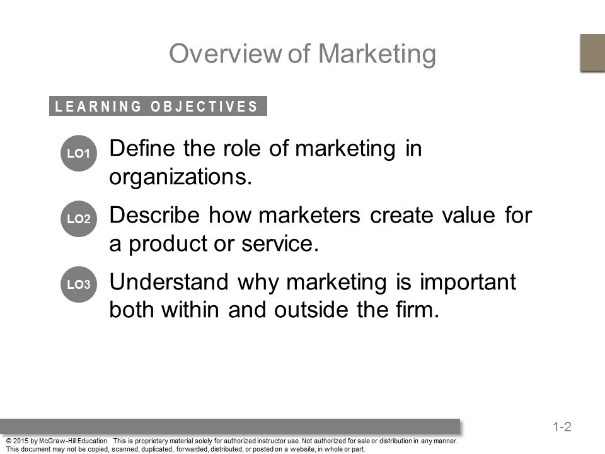 Overview of Marketing
LEARNING OBJECTIVES
LO1 Define the role of marketing in
organizations.
LO2 Describe how marketers create value for
a product or service.
LO3 Understand why marketing is important
both within and outside the firm.
1-2
© 2015 by McGraw-Hill Education. This is proprietary material solely for authorized instructor use. Not authorized for sale or distribution in any manner.
This document may not be copied, scanned, duplicated, forwarded, distributed, or posted on a website, in whole or part.